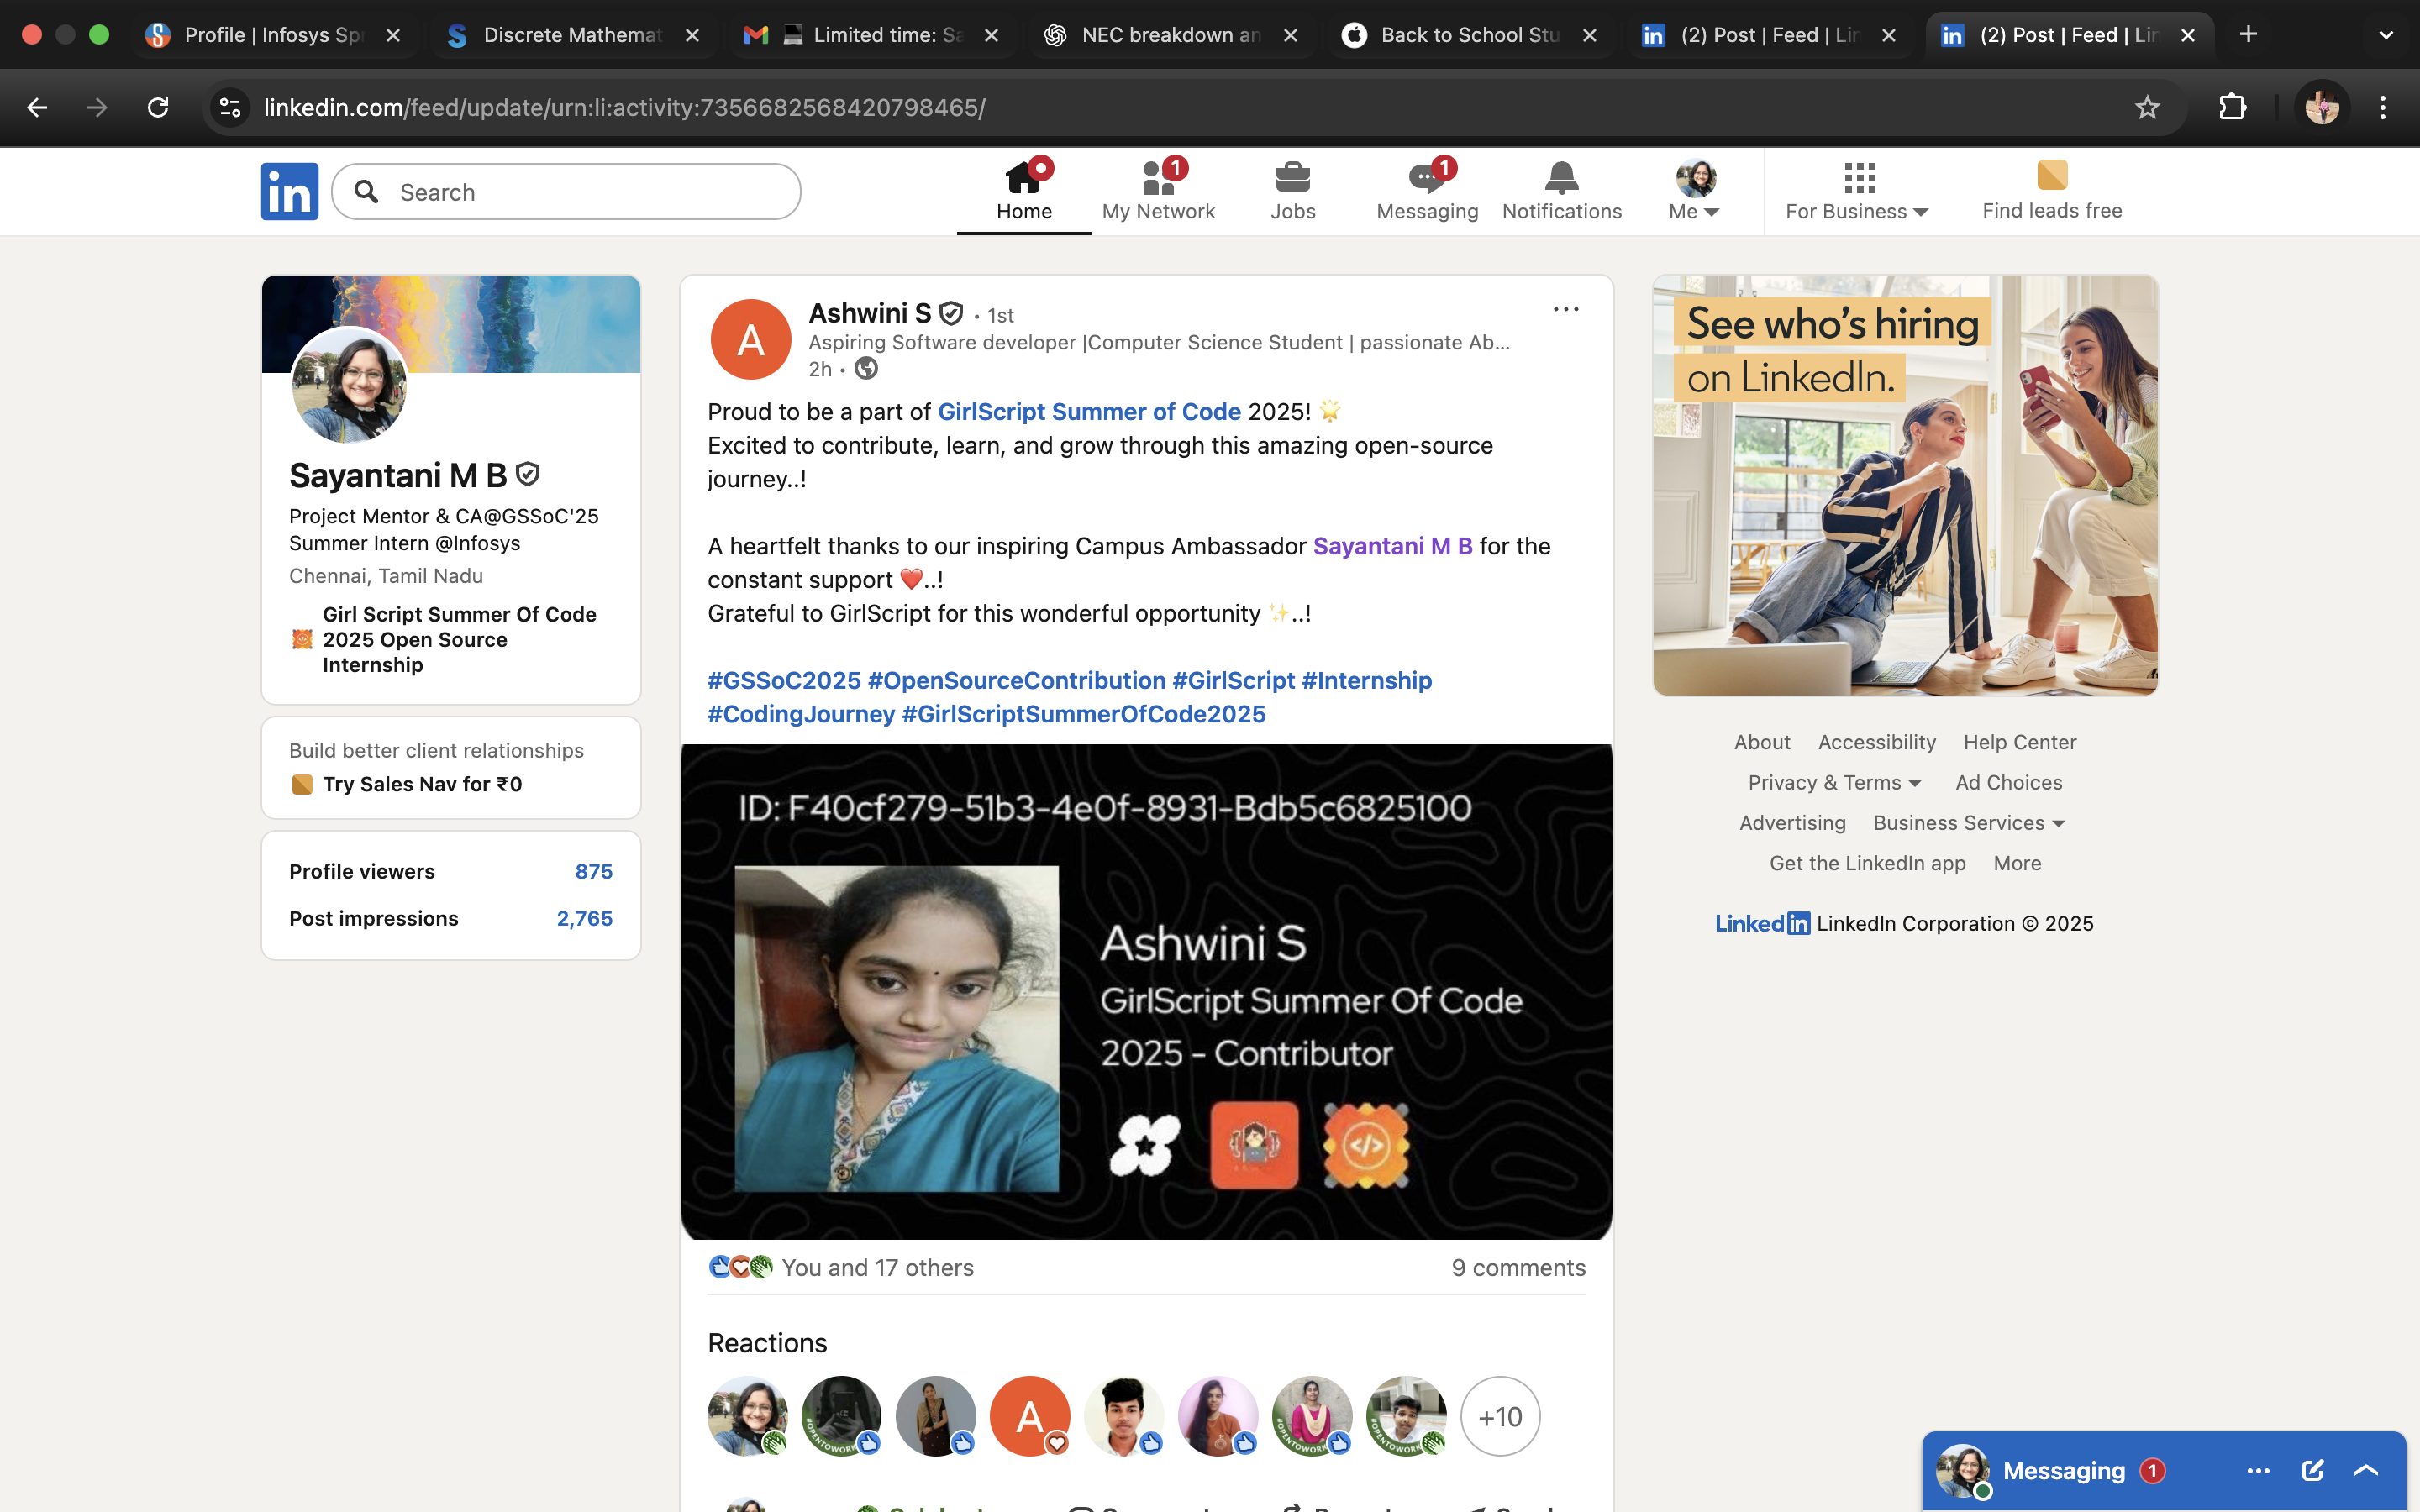 Profile | Infosys Sp
Discrete Mathemat
Limited time: Sa
NEC breakdown an
Back to School Stu
(2) Post | Feed | Lin
(2) Post | Feed | Lin
linkedin.com/feed/update/urn:li:activity:7356682568420798465/
in
Search
Home
1
My Network
Jobs
1
Messaging
Notifications
Me
For Business
Find leads free
Sayantani M B
Project Mentor & CA@GSSoC'25
Summer Intern @Infosys
Chennai, Tamil Nadu
Girl Script Summer Of Code
2025 Open Source
Internship
Build better client relationships
Try Sales Nav for ₹0
Profile viewers 875
Post impressions 2,765
A
Ashwini S • 1st
Aspiring Software developer |Computer Science Student | passionate Ab...
2h •
Proud to be a part of GirlScript Summer of Code 2025! 🌟
Excited to contribute, learn, and grow through this amazing open-source
journey..!
A heartfelt thanks to our inspiring Campus Ambassador Sayantani M B for the
constant support ❤️..!
Grateful to GirlScript for this wonderful opportunity ✨..!
#GSSoC2025 #OpenSourceContribution #GirlScript #Internship
#CodingJourney #GirlScriptSummerOfCode2025
ID: F40cf279-51b3-4e0f-8931-Bdb5c6825100
Ashwini S
GirlScript Summer Of Code
2025 - Contributor
You and 17 others
9 comments
Reactions
#OPENTOWORK
A
#OPENTOWORK
#OPENTOWORK
+10
See who's hiring
on LinkedIn.
About Accessibility Help Center
Privacy & Terms Ad Choices
Advertising Business Services
Get the LinkedIn app More
LinkedIn LinkedIn Corporation © 2025
Messaging 1